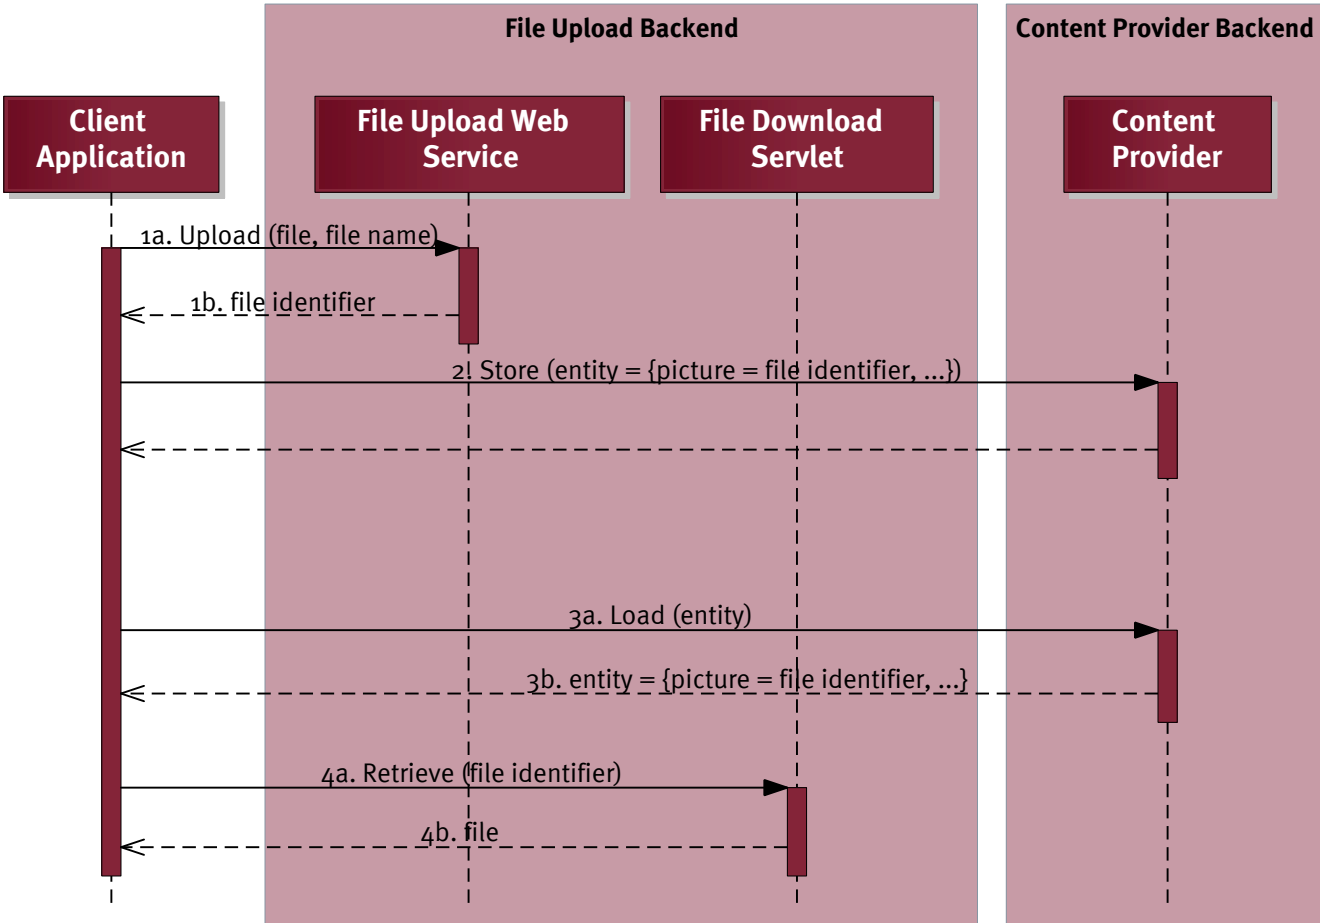 File Upload Backend
Content Provider Backend
Client
Application
File Upload Web
Service
File Download
Servlet
Content
Provider
1a. Upload (file, file name)
1b. file identifier
2. Store (entity = {picture = file identifier, ...})
3a. Load (entity)
3b. entity = {picture = file identifier, ...}
4a. Retrieve (file identifier)
4b. file